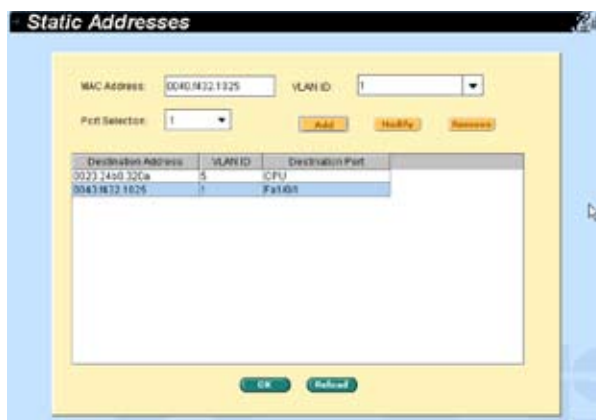 Static Addresses
MAC Address: 0040.f432.1025 VLAN ID: 1
Port Selection: 1 Add Modify Remove
Destination Address VLAN ID Destination Port
0023.24b0.320a 5 CPU
0043.f432.1025 1 Fa1/0/1
OK Reload